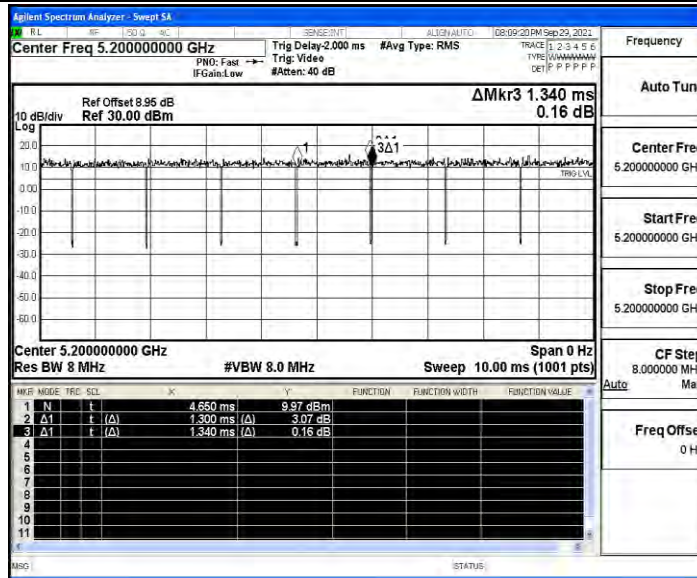 Agilent Spectrum Analyzer - Swept SA
RL RF 50 Ω AC SENSE:INT ALIGN AUTO 08:09:20 PM Sep 29, 2021
Center Freq 5.200000000 GHz
PNO: Fast
IFGain:Low
Trig Delay-2.000 ms
Trig: Video
#Atten: 40 dB
#Avg Type: RMS
TRACE 1 2 3 4 5 6
TYPE
DET P P P P P P
ΔMkr3 1.340 ms
0.16 dB
Ref Offset 8.95 dB
10 dB/div Ref 30.00 dBm
Log
20.0
10.0
0.00
-10.0
-20.0
-30.0
-40.0
-50.0
-60.0
1
3Δ1
TRIG LVL
Center 5.200000000 GHz Span 0 Hz
Res BW 8 MHz #VBW 8.0 MHz Sweep 10.00 ms (1001 pts)
MKR MODE TRC SCL X Y FUNCTION FUNCTION WIDTH FUNCTION VALUE
1 N t 4.650 ms 9.97 dBm
2 Δ1 t (Δ) 1.300 ms (Δ) 3.07 dB
3 Δ1 t (Δ) 1.340 ms (Δ) 0.16 dB
4
5
6
7
8
9
10
11
MSG STATUS
Frequency
Auto Tun
Center Fre
5.200000000 GH
Start Fre
5.200000000 GH
Stop Fre
5.200000000 GH
CF Step
8.000000 MH
Auto Ma
Freq Offse
0 H